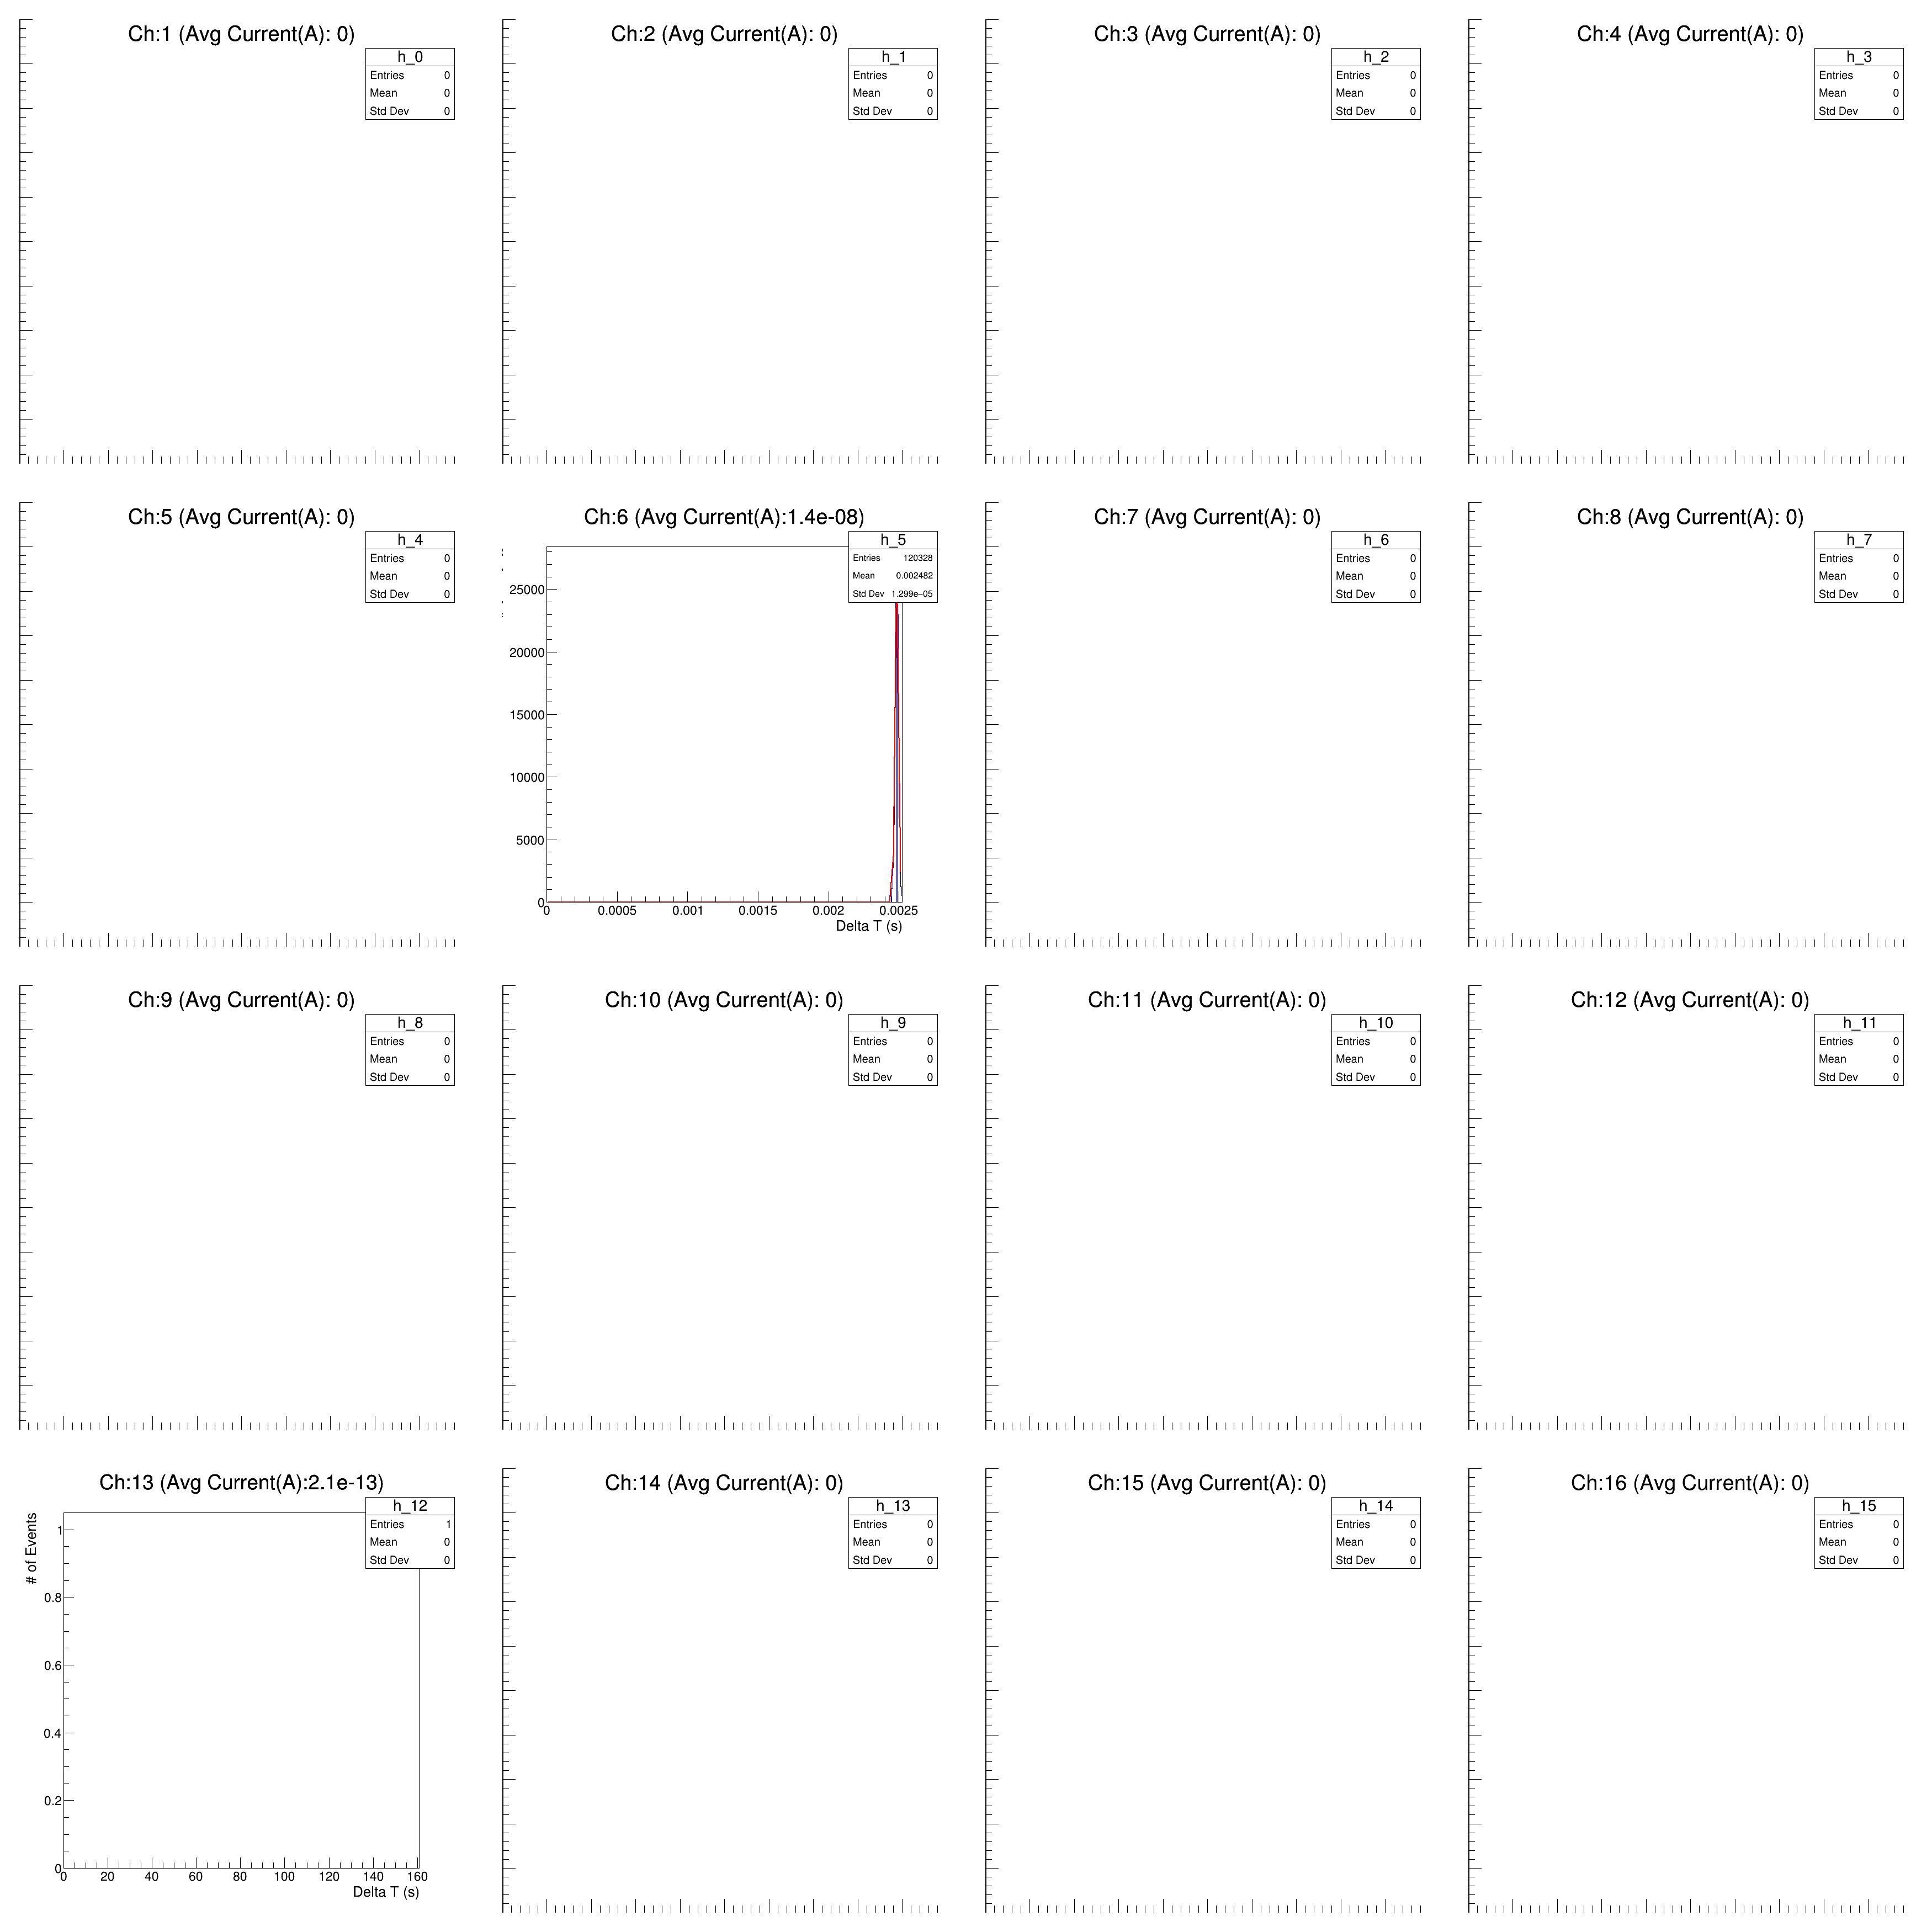 Ch:1 (Avg Current(A): 0)
h_0
Entries 0
Mean 0
Std Dev 0
Ch:2 (Avg Current(A): 0)
h_1
Entries 0
Mean 0
Std Dev 0
Ch:3 (Avg Current(A): 0)
h_2
Entries 0
Mean 0
Std Dev 0
Ch:4 (Avg Current(A): 0)
h_3
Entries 0
Mean 0
Std Dev 0
Ch:5 (Avg Current(A): 0)
h_4
Entries 0
Mean 0
Std Dev 0
Ch:6 (Avg Current(A):1.4e-08)
h_5
Entries 120328
Mean 0.002482
Std Dev 1.299e−05
25000
20000
15000
10000
5000
0
0 0.0005 0.001 0.0015 0.002 0.0025
Delta T (s)
Ch:7 (Avg Current(A): 0)
h_6
Entries 0
Mean 0
Std Dev 0
Ch:8 (Avg Current(A): 0)
h_7
Entries 0
Mean 0
Std Dev 0
Ch:9 (Avg Current(A): 0)
h_8
Entries 0
Mean 0
Std Dev 0
Ch:10 (Avg Current(A): 0)
h_9
Entries 0
Mean 0
Std Dev 0
Ch:11 (Avg Current(A): 0)
h_10
Entries 0
Mean 0
Std Dev 0
Ch:12 (Avg Current(A): 0)
h_11
Entries 0
Mean 0
Std Dev 0
Ch:13 (Avg Current(A):2.1e-13)
h_12
Entries 1
Mean 0
Std Dev 0
# of Events
1
0.8
0.6
0.4
0.2
0
0 20 40 60 80 100 120 140 160
Delta T (s)
Ch:14 (Avg Current(A): 0)
h_13
Entries 0
Mean 0
Std Dev 0
Ch:15 (Avg Current(A): 0)
h_14
Entries 0
Mean 0
Std Dev 0
Ch:16 (Avg Current(A): 0)
h_15
Entries 0
Mean 0
Std Dev 0